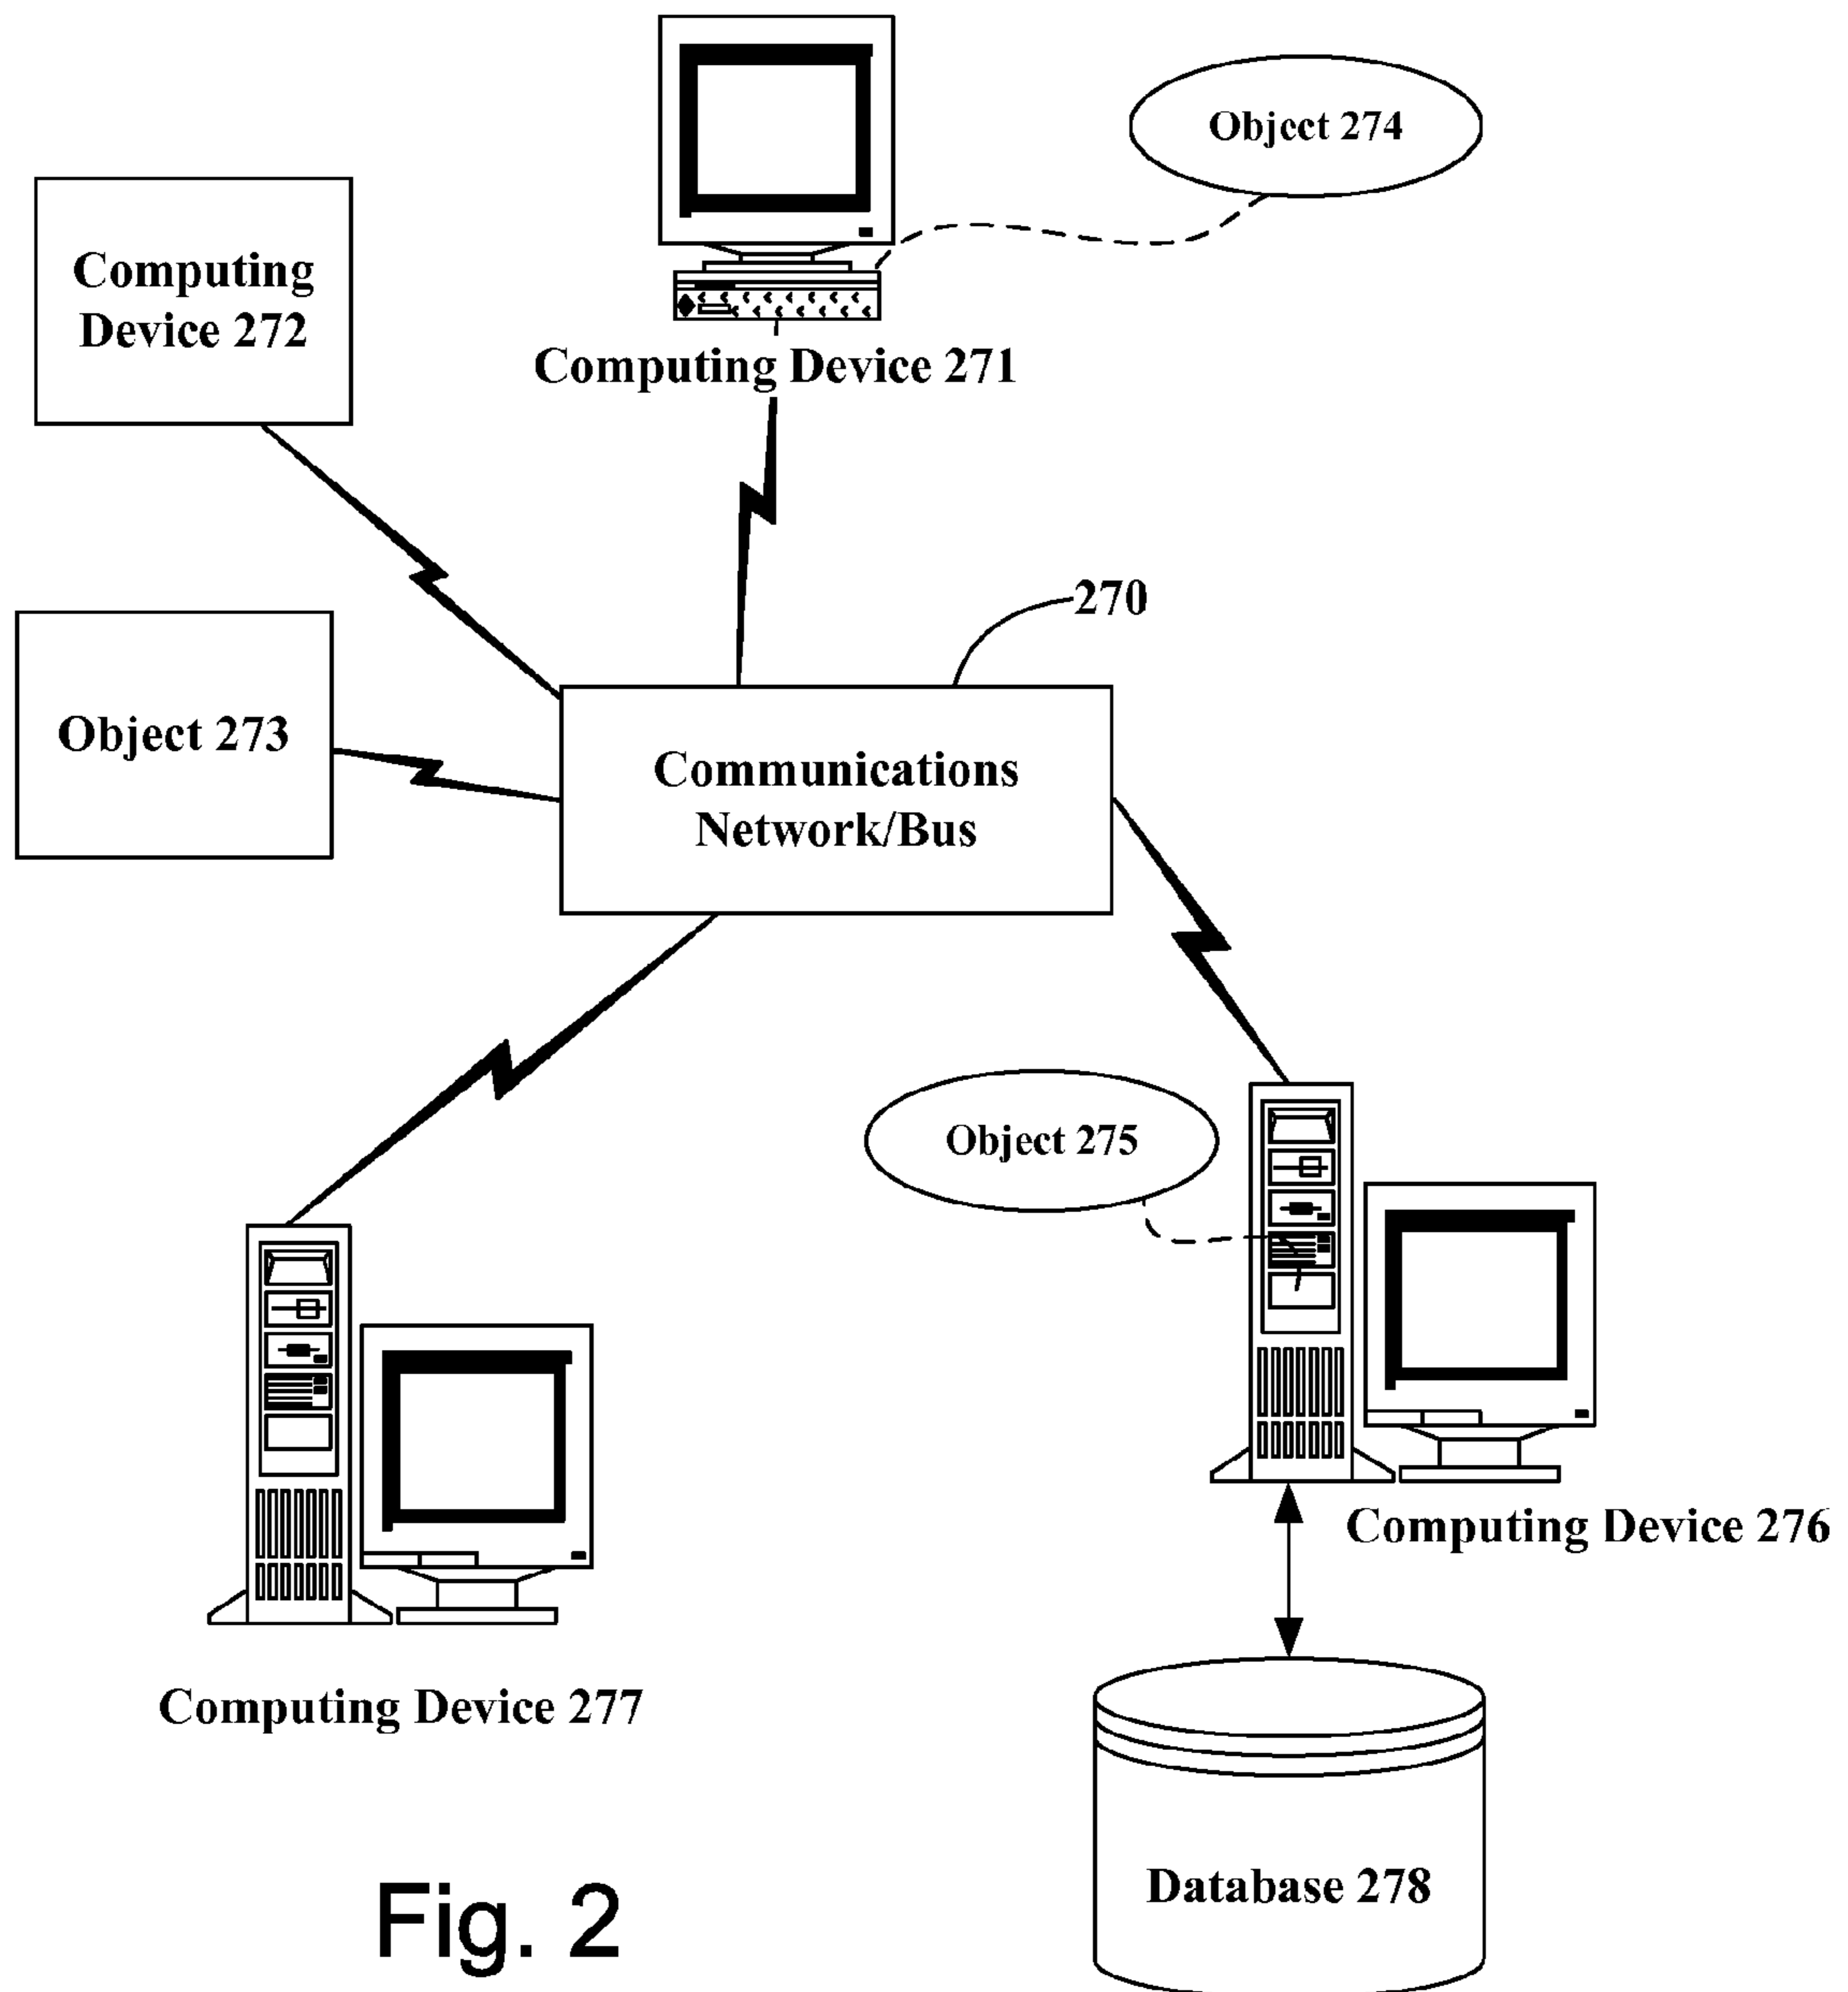 Object 274
Computing
Device 272
Computing Device 271
270
Object 273
Communications
Network/Bus
Object 275
Computing Device 276
Computing Device 277
Database 278
Fig. 2